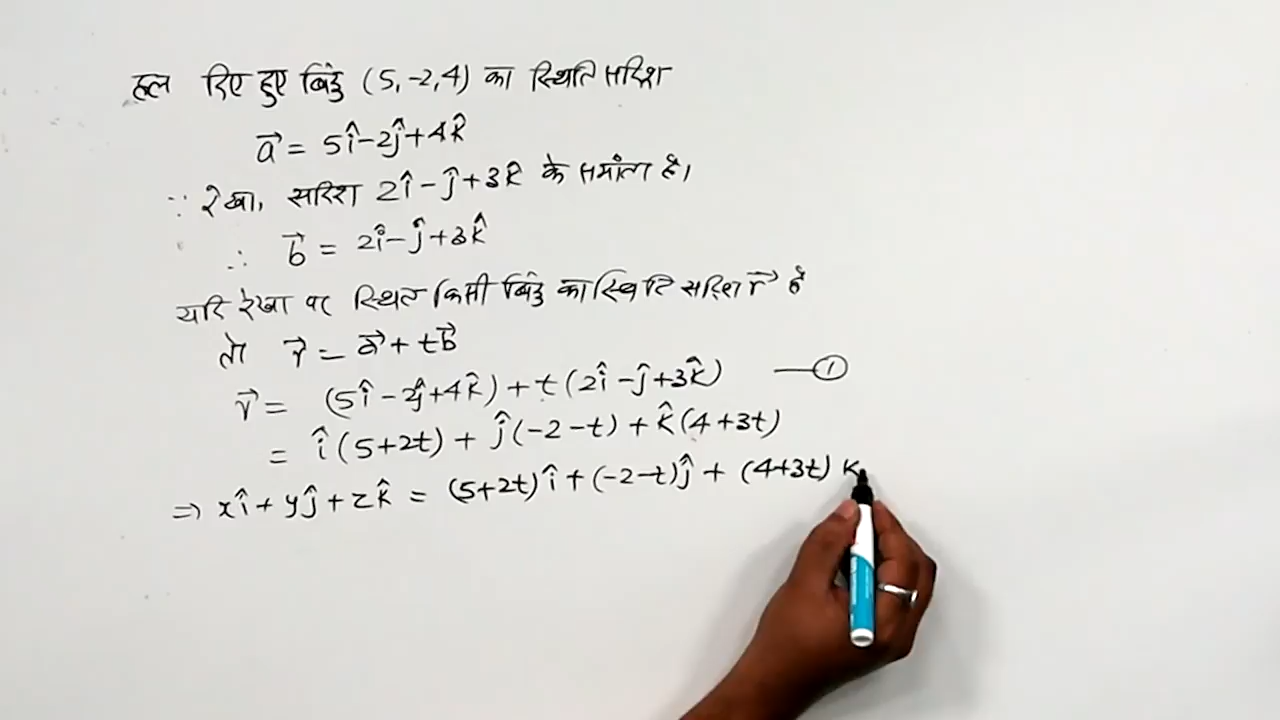 हल दिए हुए बिंदु (5,-2,4) का स्थिति सदिश
a⃗ = 5î-2ĵ+4k̂
∵ रेखा, सदिश 2î-ĵ+3k̂ के समांतर है।
∴ b⃗ = 2î-ĵ+3k̂
यदि रेखा पर स्थित किसी बिंदु का स्थिति सदिश r⃗ है
तो r⃗ = a⃗ + tb⃗
r⃗ = (5î-2ĵ+4k̂)+t(2î-ĵ+3k̂) —①
= î(5+2t)+ĵ(-2-t)+k̂(4+3t)
⇒ xî+yĵ+zk̂ = (5+2t)î+(-2-t)ĵ+(4+3t)k